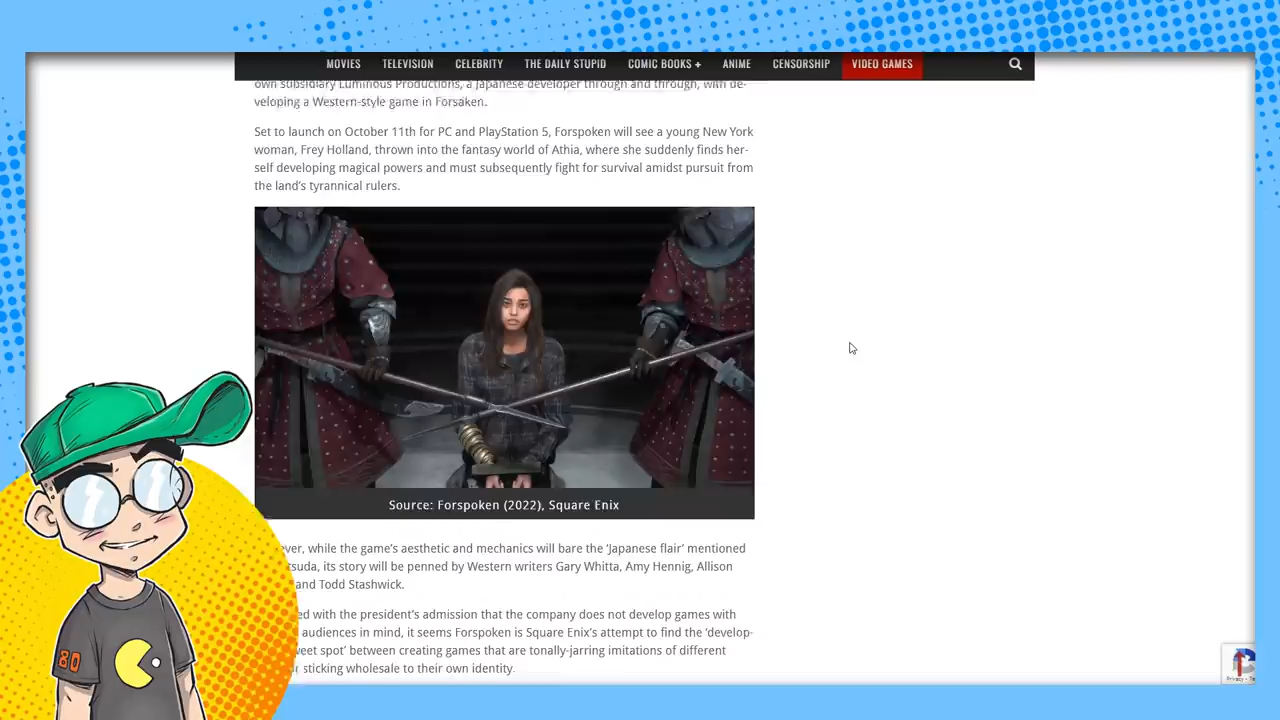 MOVIES TELEVISION CELEBRITY THE DAILY STUPID COMIC BOOKS + ANIME CENSORSHIP VIDEO GAMES
own subsidiary Luminous Productions, a Japanese developer through and through, with de-
veloping a Western-style game in Forsaken.
Set to launch on October 11th for PC and PlayStation 5, Forspoken will see a young New York
woman, Frey Holland, thrown into the fantasy world of Athia, where she suddenly finds her-
self developing magical powers and must subsequently fight for survival amidst pursuit from
the land's tyrannical rulers.
Source: Forspoken (2022), Square Enix
ever, while the game's aesthetic and mechanics will bare the 'Japanese flair' mentioned
suda, its story will be penned by Western writers Gary Whitta, Amy Hennig, Allison
and Todd Stashwick.
ed with the president's admission that the company does not develop games with
audiences in mind, it seems Forspoken is Square Enix's attempt to find the 'develop-
weet spot' between creating games that are tonally-jarring imitations of different
sticking wholesale to their own identity.
80